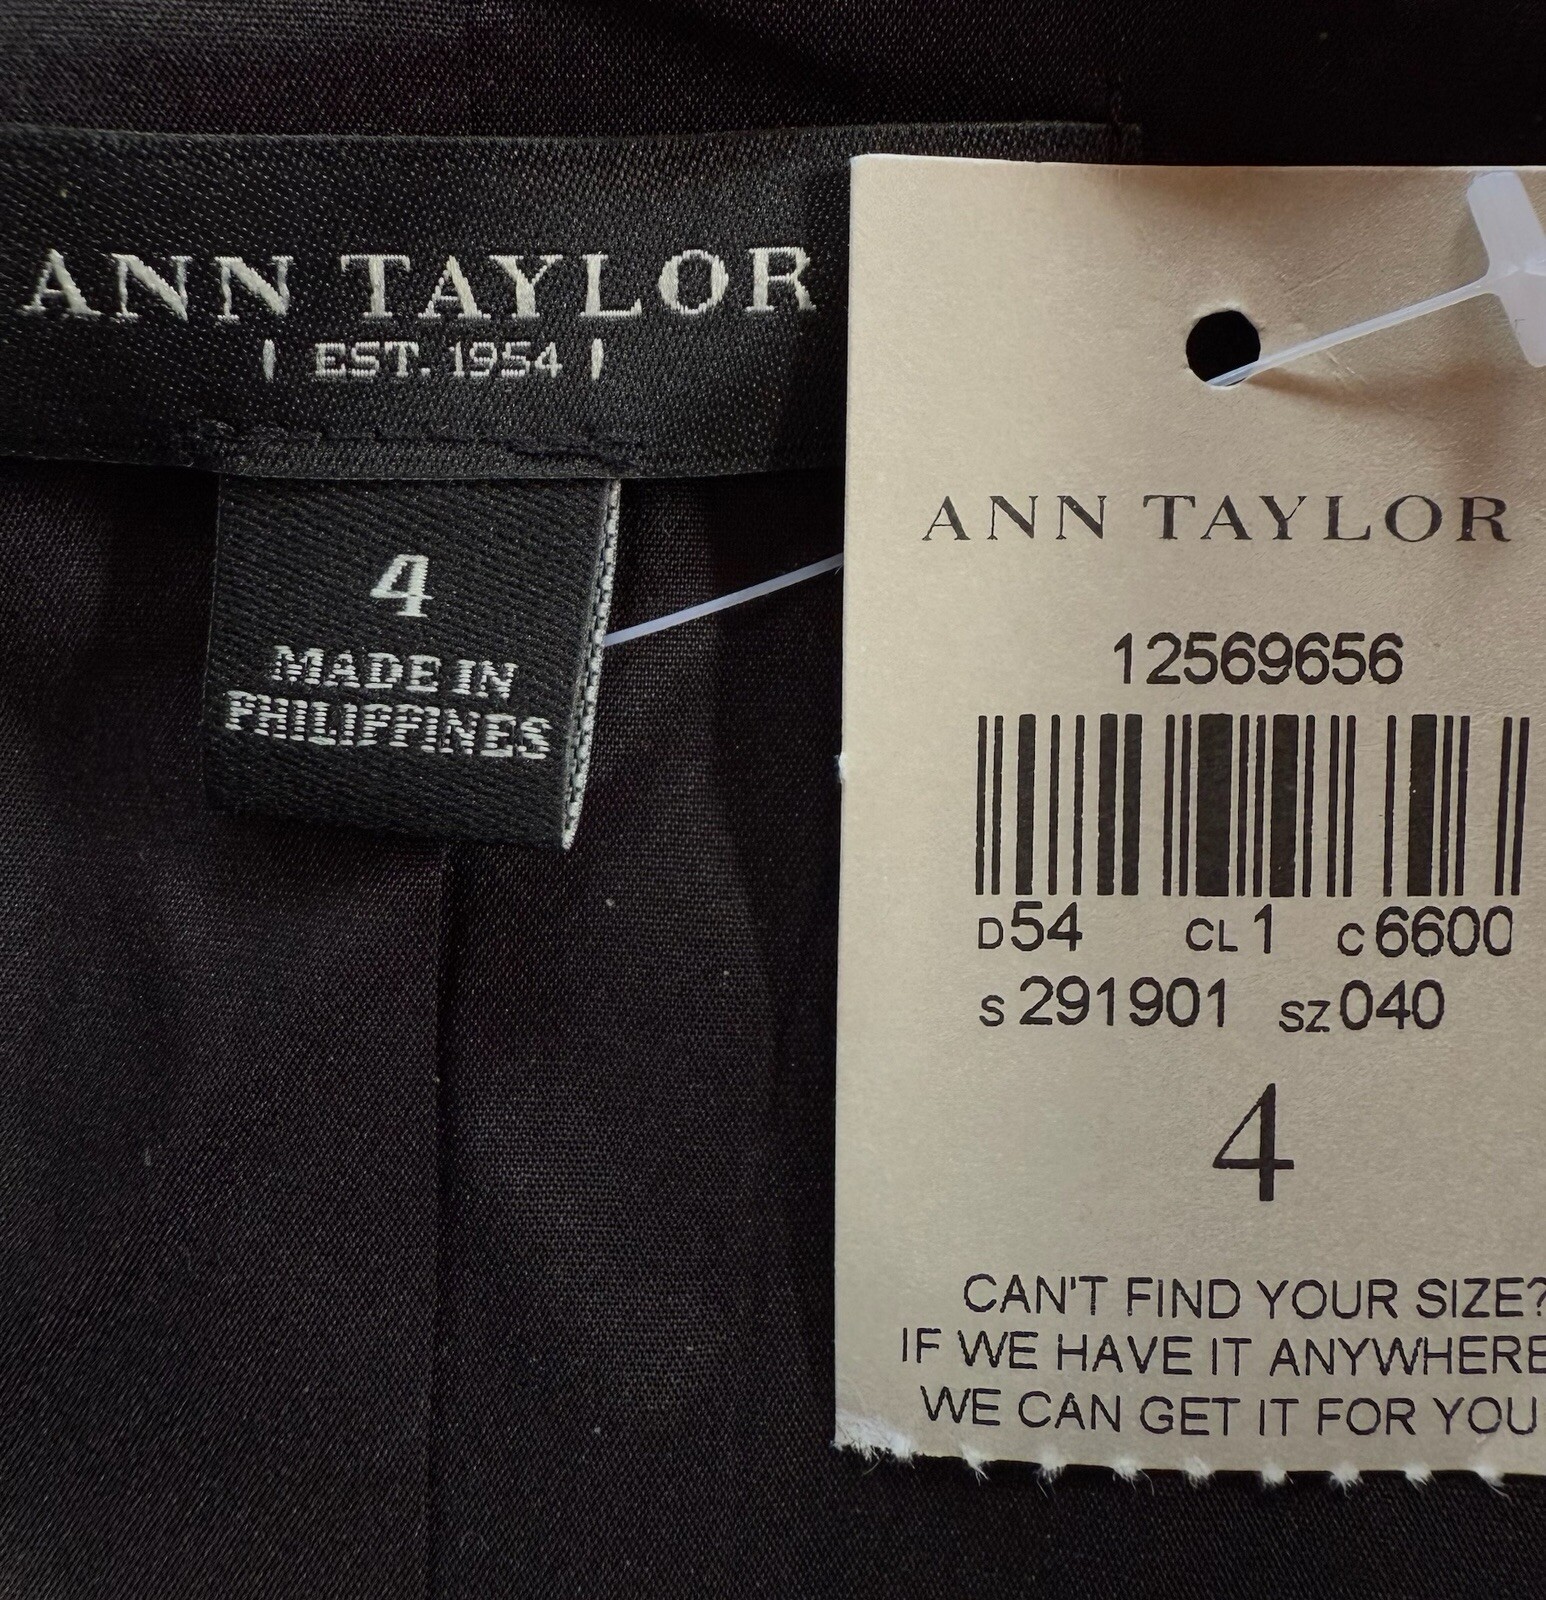 ANN TAYLOR
EST. 1954
4
MADE IN
PHILIPPINES
ANN TAYLOR
12569656
D54 CL1 C6600
S291901 SZ040
4
CAN'T FIND YOUR SIZE?
IF WE HAVE IT ANYWHERE
WE CAN GET IT FOR YOU